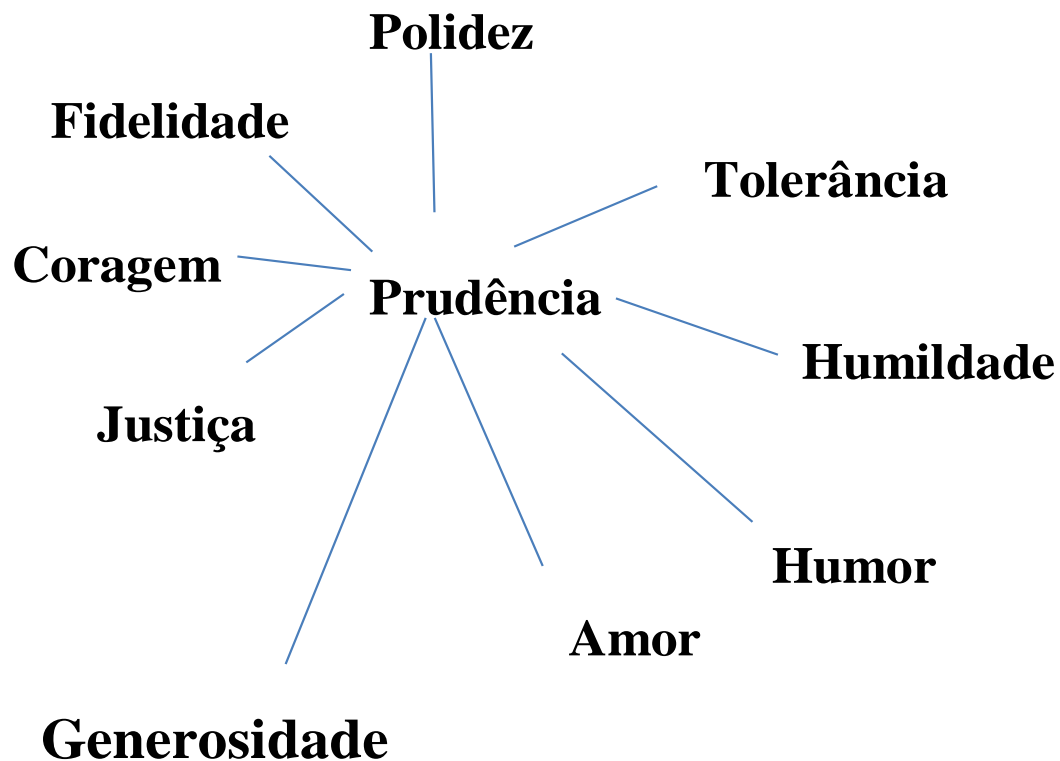 Polidez
Fidelidade
Tolerância
Coragem
Prudência
Humildade
Justiça
Humor
Amor
Generosidade